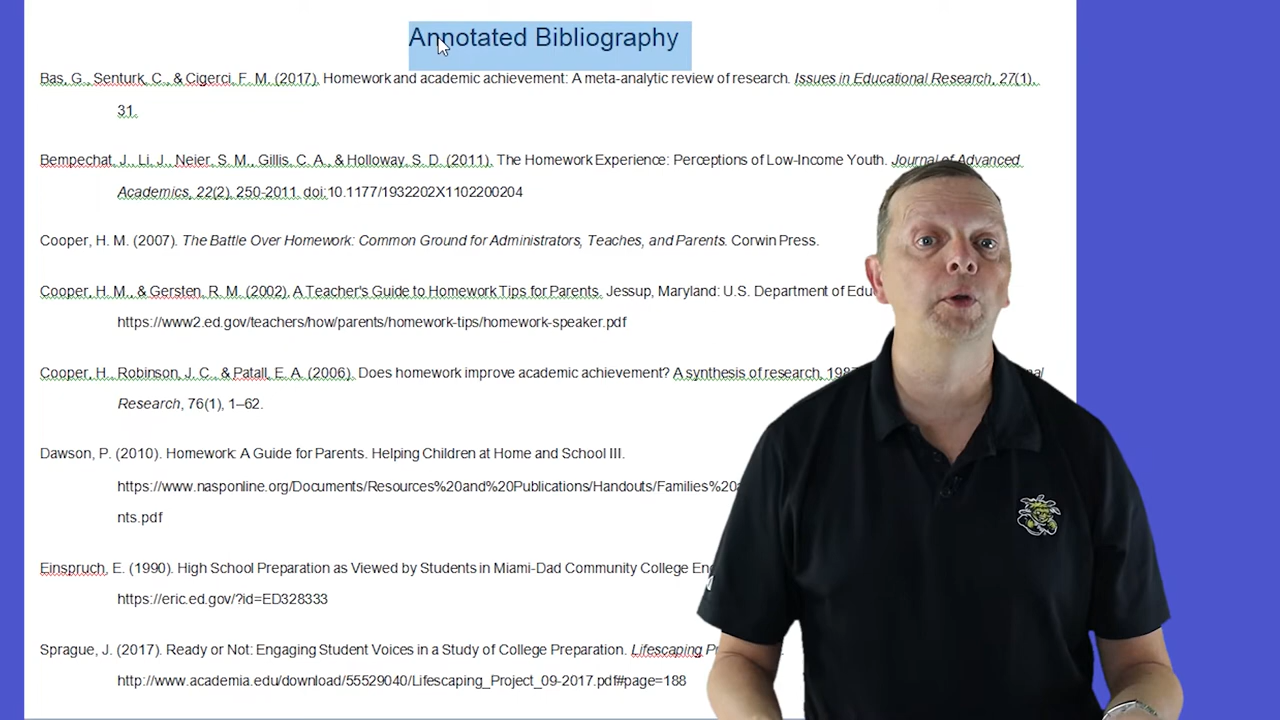 Annotated Bibliography
Bas, G., Senturk, C., & Cigerci, F. M. (2017). Homework and academic achievement: A meta-analytic review of research. Issues in Educational Research, 27(1),
31.
Bempechat, J., Li, J., Neier, S. M., Gillis, C. A., & Holloway, S. D. (2011). The Homework Experience: Perceptions of Low-Income Youth. Journal of Advanced
Academics, 22(2), 250-2011. doi:10.1177/1932202X1102200204
Cooper, H. M. (2007). The Battle Over Homework: Common Ground for Administrators, Teaches, and Parents. Corwin Press.
Cooper, H. M., & Gersten, R. M. (2002). A Teacher's Guide to Homework Tips for Parents. Jessup, Maryland: U.S. Department of
https://www2.ed.gov/teachers/how/parents/homework-tips/homework-speaker.pdf
Cooper, H., Robinson, J. C., & Patall, E. A. (2006). Does homework improve academic achievement? A synthesis of research,
Research, 76(1), 1–62.
Dawson, P. (2010). Homework: A Guide for Parents. Helping Children at Home and School III.
https://www.nasponline.org/Documents/Resources%20and%20Publications/Handouts/Families%20
nts.pdf
Einspruch, E. (1990). High School Preparation as Viewed by Students in Miami-Dad Community College
https://eric.ed.gov/?id=ED328333
Sprague, J. (2017). Ready or Not: Engaging Student Voices in a Study of College Preparation. Lifescaping
http://www.academia.edu/download/55529040/Lifescaping_Project_09-2017.pdf#page=188